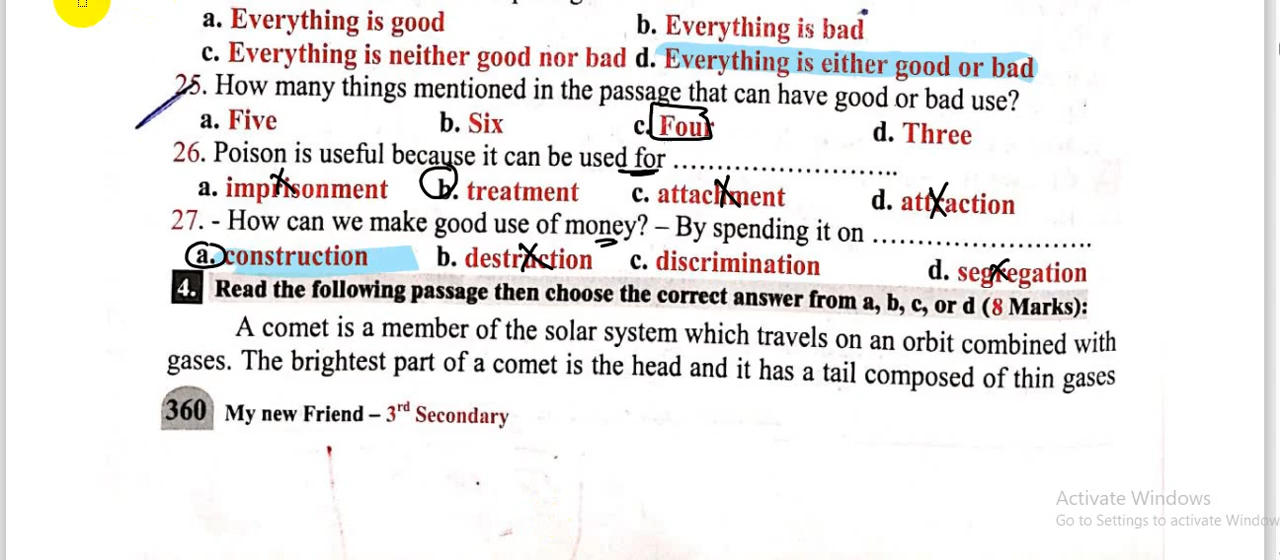 a. Everything is good b. Everything is bad
c. Everything is neither good nor bad d. Everything is either good or bad
25. How many things mentioned in the passage that can have good or bad use?
a. Five b. Six c. Four d. Three
26. Poison is useful because it can be used for ................................
a. imprisonment b. treatment c. attachment d. attraction
27. - How can we make good use of money? – By spending it on ................................
a. construction b. destruction c. discrimination d. segregation
4. Read the following passage then choose the correct answer from a, b, c, or d (8 Marks):
A comet is a member of the solar system which travels on an orbit combined with
gases. The brightest part of a comet is the head and it has a tail composed of thin gases
360 My new Friend – 3rd Secondary
Activate Windows
Go to Settings to activate Window